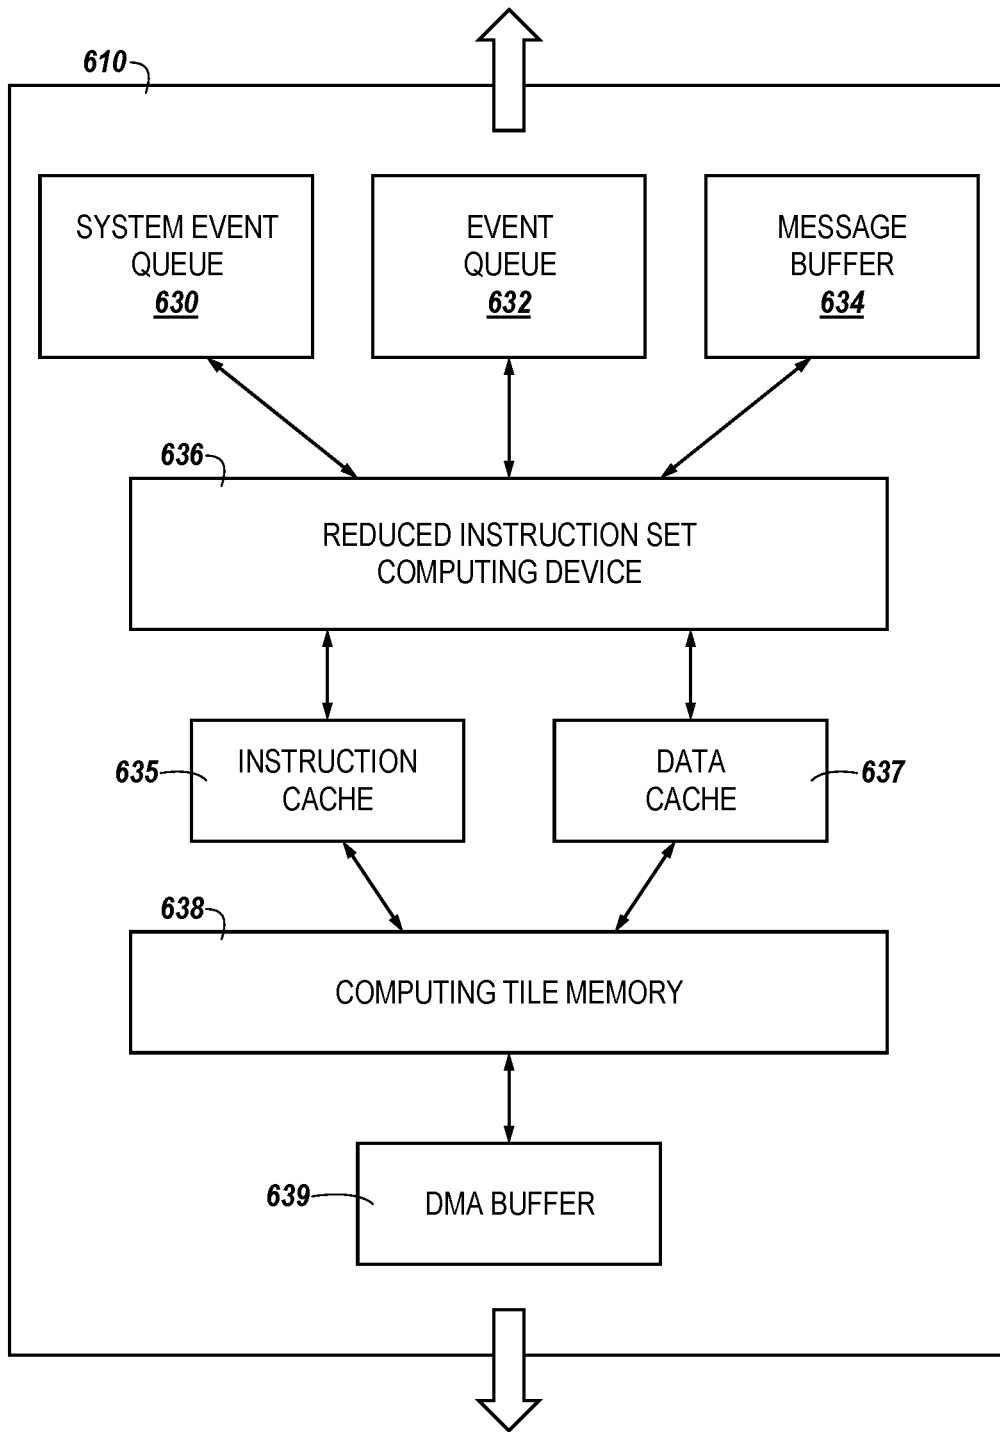 610
SYSTEM EVENT
QUEUE
630
EVENT
QUEUE
632
MESSAGE
BUFFER
634
636
REDUCED INSTRUCTION SET
COMPUTING DEVICE
635
INSTRUCTION
CACHE
DATA
CACHE
637
638
COMPUTING TILE MEMORY
639
DMA BUFFER